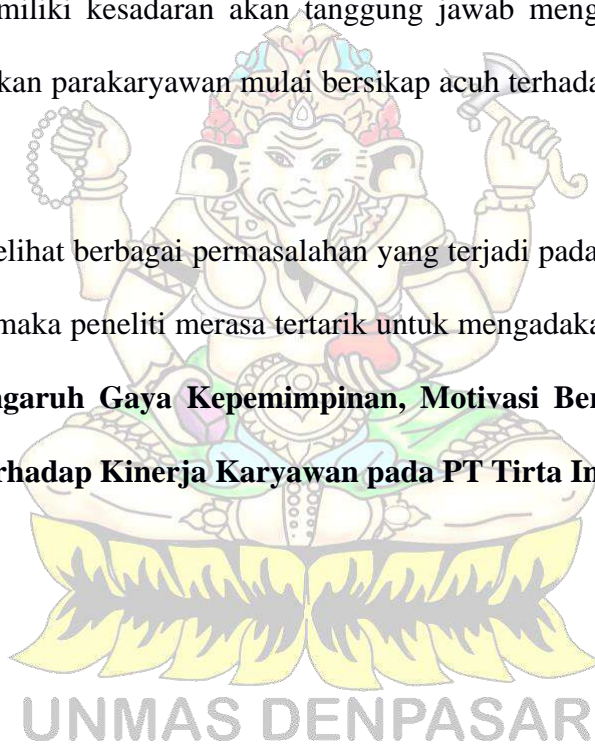 miliki kesadaran akan tanggung jawab meng
kan parakaryawan mulai bersikap acuh terhada
elihat berbagai permasalahan yang terjadi pada
maka peneliti merasa tertarik untuk mengadaka
ngaruh Gaya Kepemimpinan, Motivasi Ber
rhadap Kinerja Karyawan pada PT Tirta In
UNMAS DENPASAR